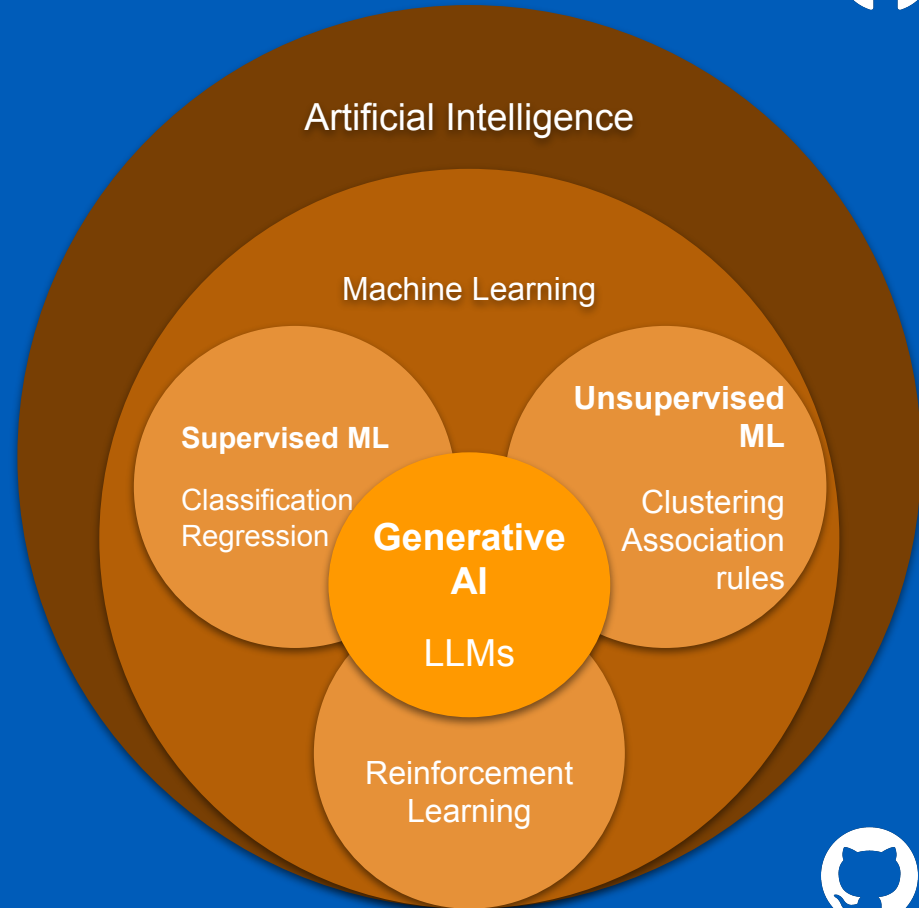 Artificial Intelligence
Machine Learning
Supervised ML
Classification
Regression
Unsupervised
ML
Clustering
Association
rules
Generative
AI
LLMs
Reinforcement
Learning